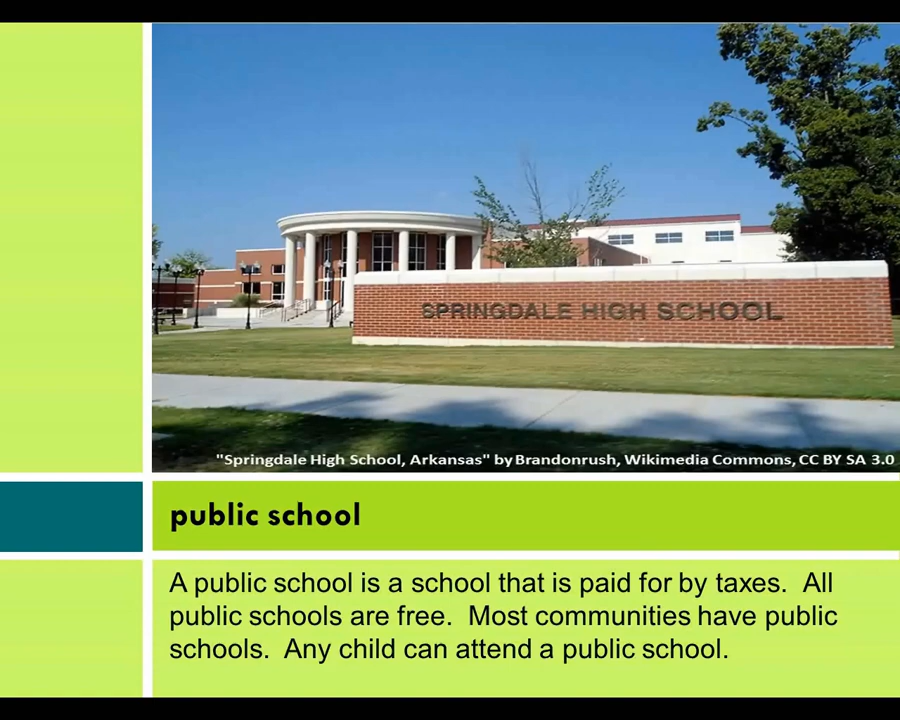 SPRINGDALE HIGH SCHOOL
"Springdale High School, Arkansas" by Brandonrush, Wikimedia Commons, CC BY SA 3.0
public school
A public school is a school that is paid for by taxes.  All
public schools are free.  Most communities have public
schools.  Any child can attend a public school.